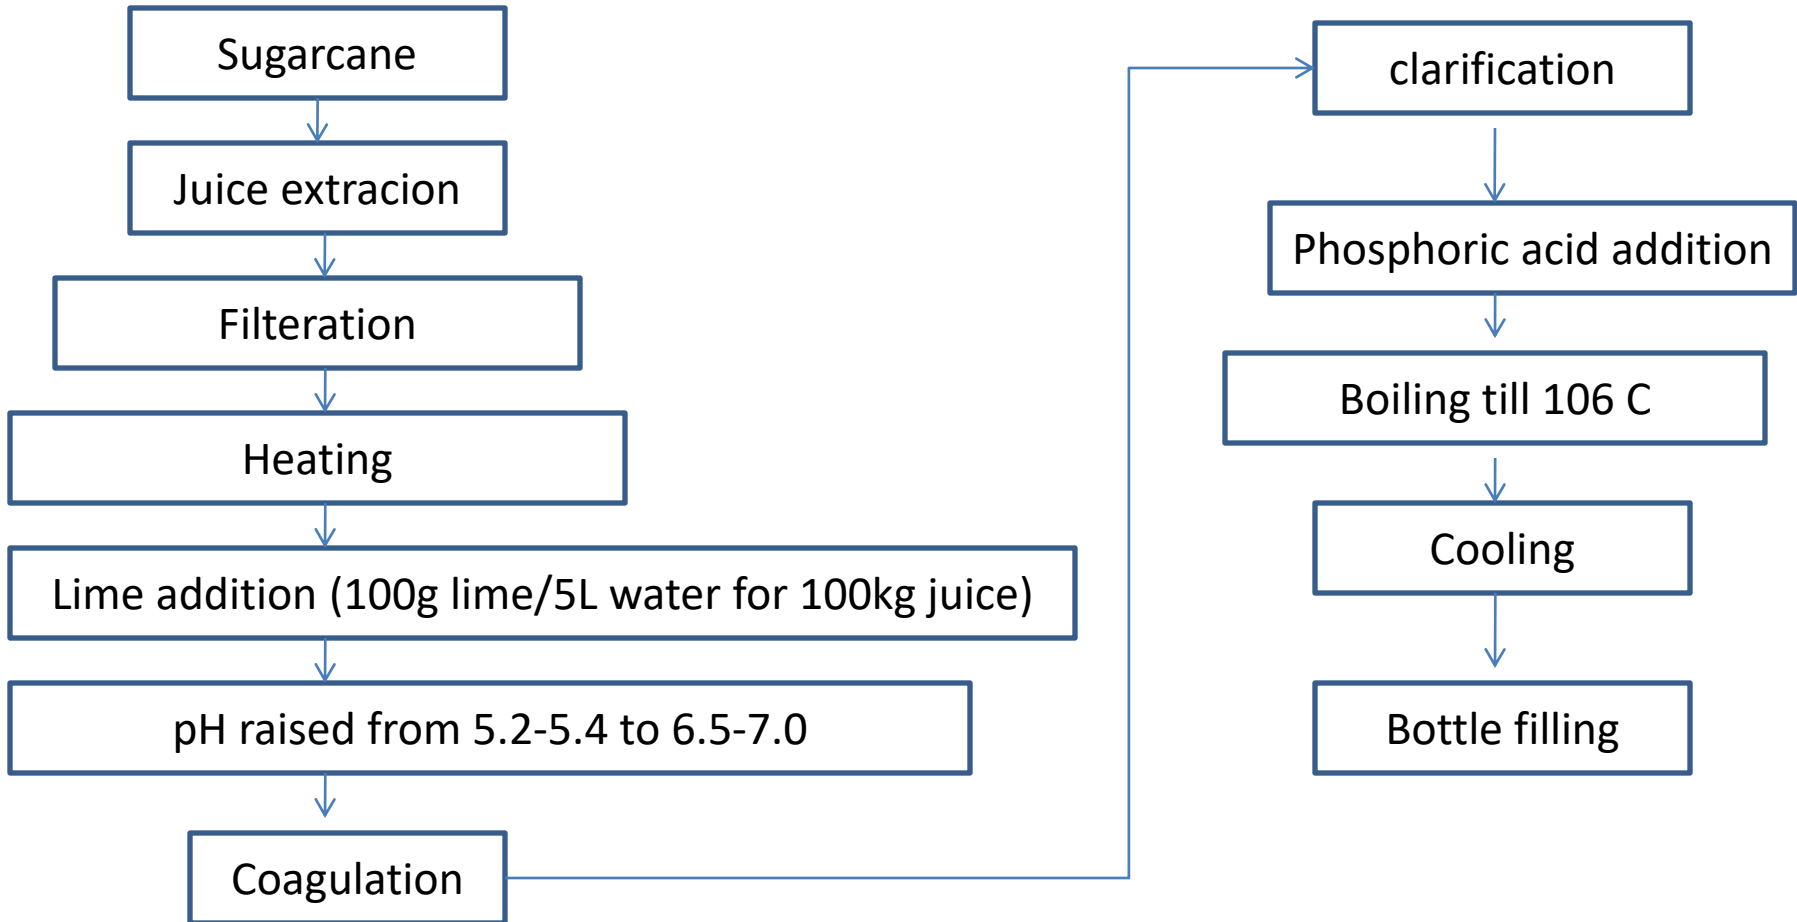 Sugarcane
Juice extracion
Filteration
Heating
Lime addition (100g lime/5L water for 100kg juice)
pH raised from 5.2-5.4 to 6.5-7.0
Coagulation
clarification
Phosphoric acid addition
Boiling till 106 C
Cooling
Bottle filling